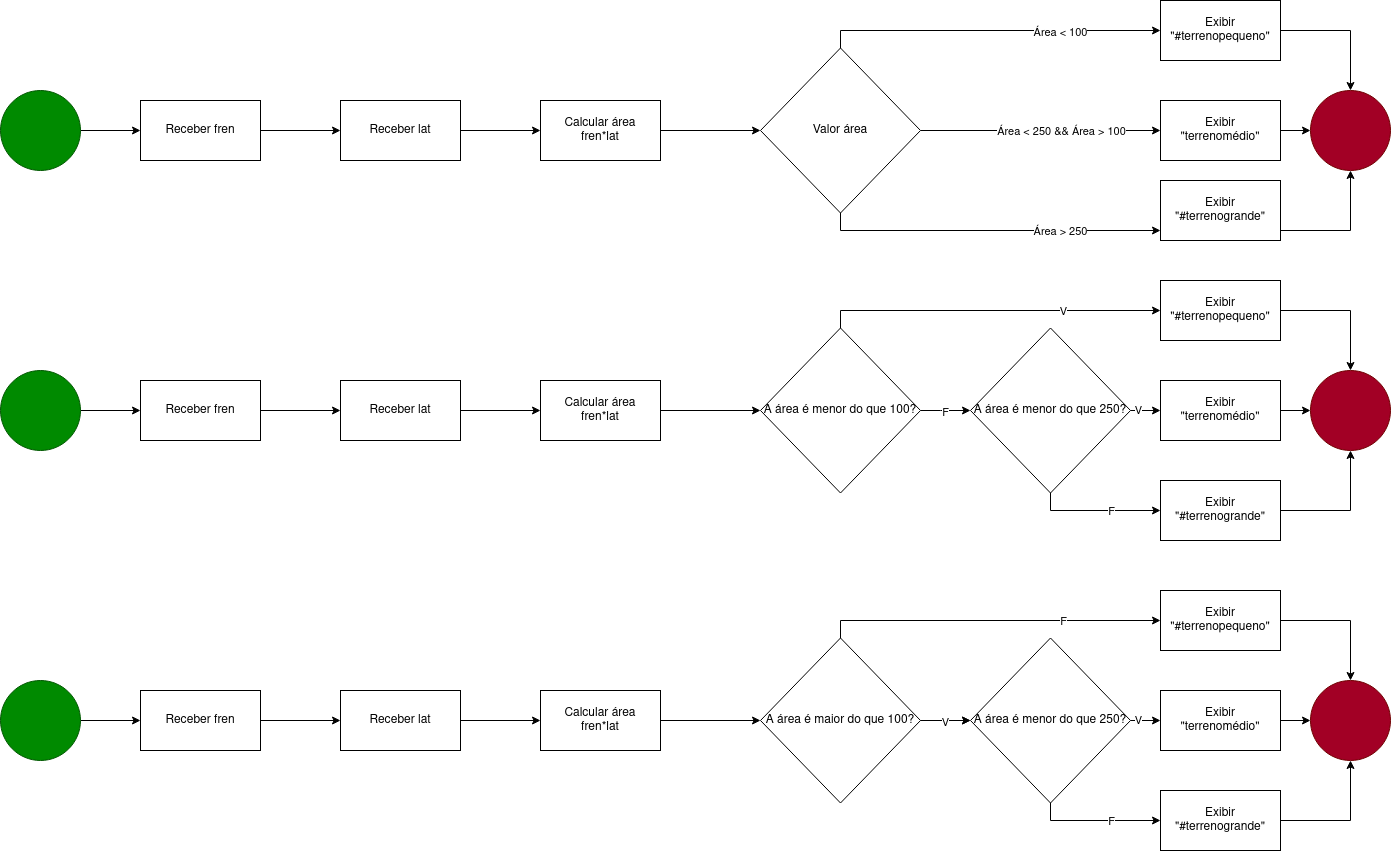 Exibir
"#terrenopequeno"
Área < 100
Receber fren
Receber lat
Calcular área
fren*lat
Valor área
Área < 250 && Área > 100
Exibir
"terrenomédio"
Exibir
"#terrenogrande"
Área > 250
Exibir
"#terrenopequeno"
V
Receber fren
Receber lat
Calcular área
fren*lat
A área é menor do que 100?
F
A área é menor do que 250?
V
Exibir
"terrenomédio"
F
Exibir
"#terrenogrande"
Exibir
"#terrenopequeno"
F
Receber fren
Receber lat
Calcular área
fren*lat
A área é maior do que 100?
V
A área é menor do que 250?
V
Exibir
"terrenomédio"
F
Exibir
"#terrenogrande"